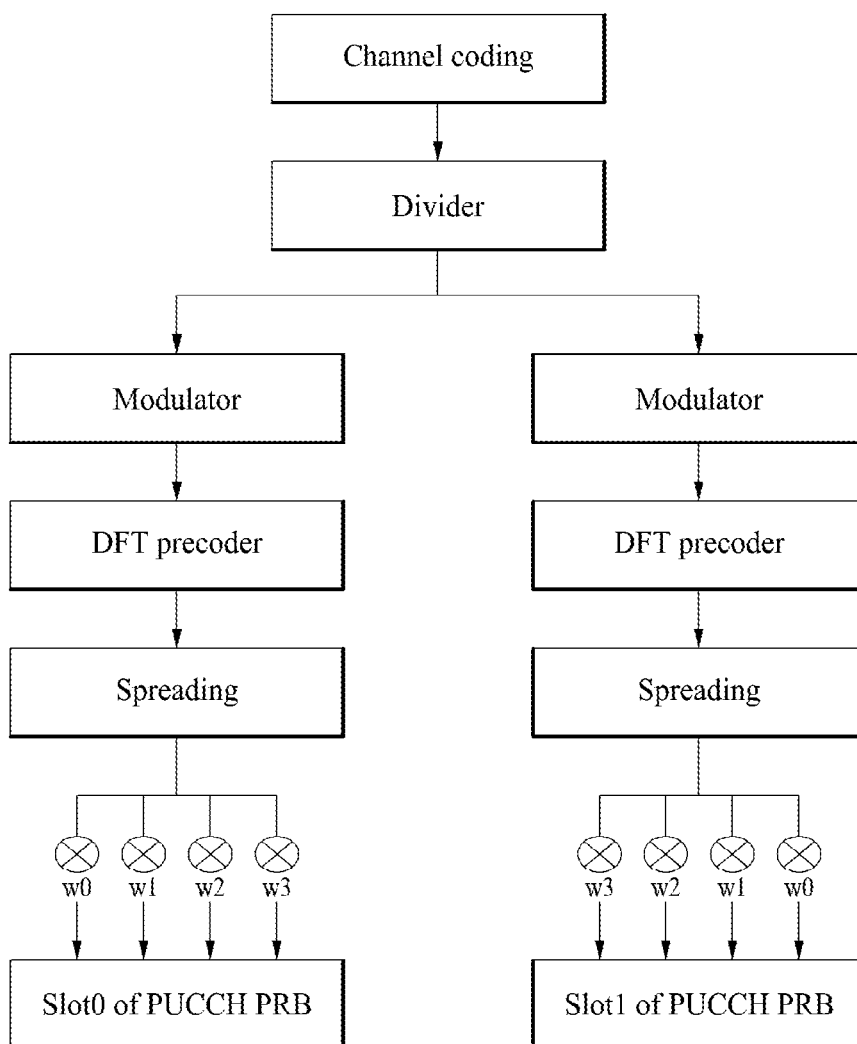 Channel coding
Divider
Modulator Modulator
DFT precoder DFT precoder
Spreading Spreading
w0 w1 w2 w3 w3 w2 w1 w0
Slot0 of PUCCH PRB Slot1 of PUCCH PRB